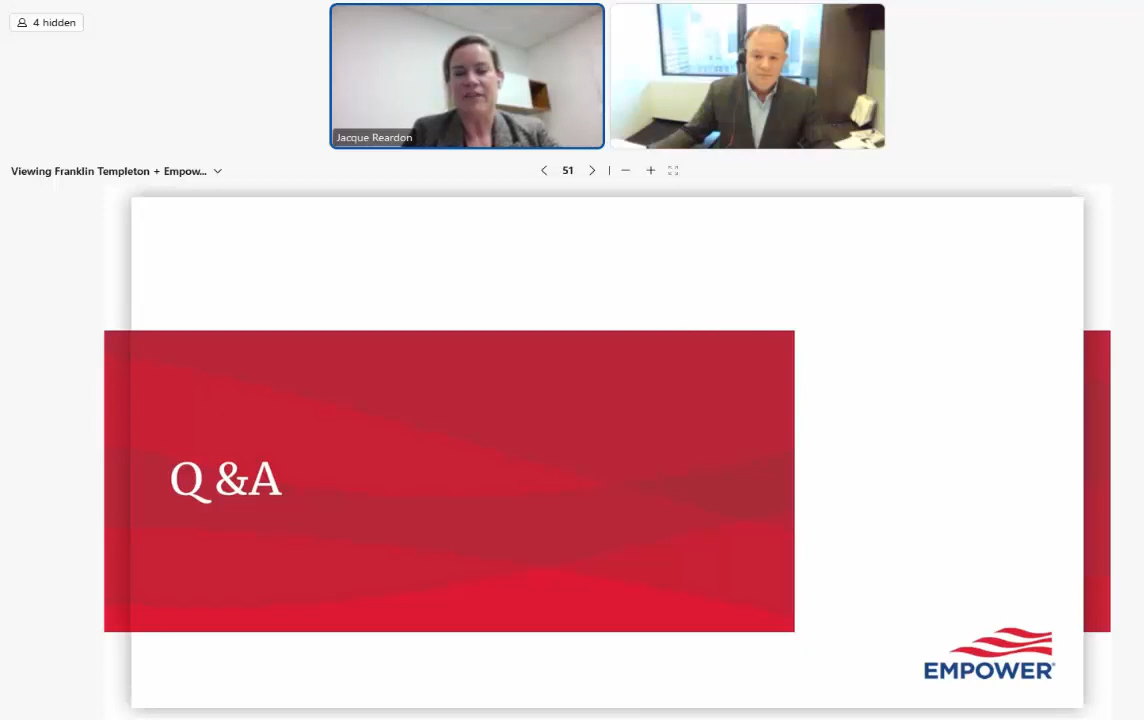 4 hidden
Jacque Reardon
Viewing Franklin Templeton + Empow...
51
Q &A
EMPOWER®